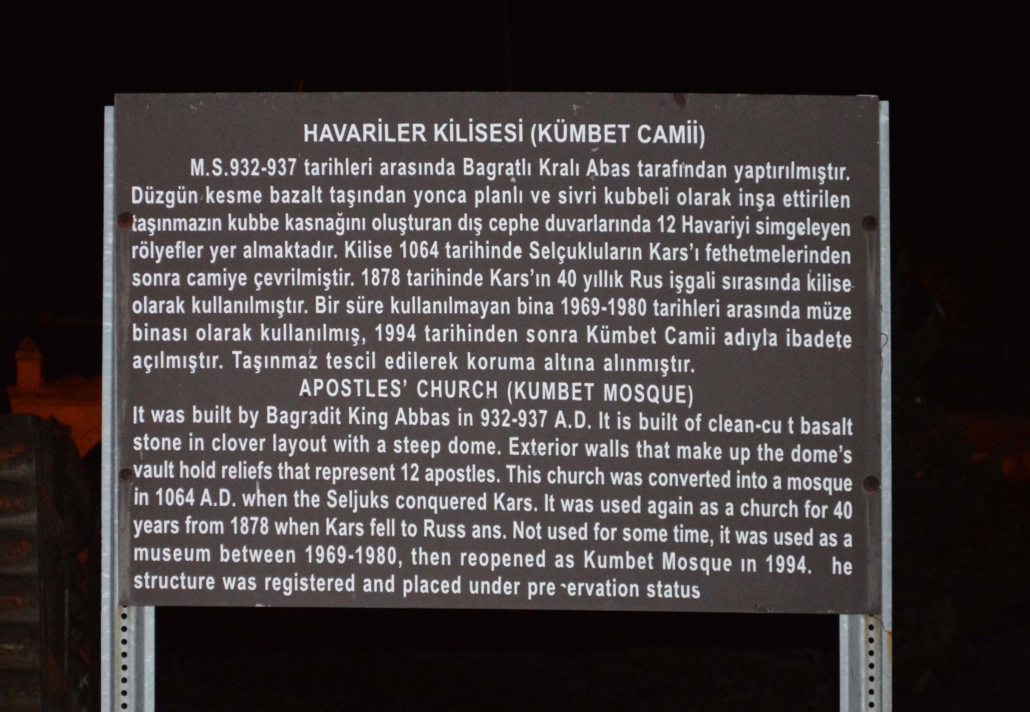 HAVARİLER KİLİSESİ (KÜMBET CAMİİ)
M.S.932-937 tarihleri arasında Bagratlı Kralı Abas tarafından yaptırılmıştır.
Düzgün kesme bazalt taşından yonca planlı ve sivri kubbeli olarak inşa ettirilen
taşınmazın kubbe kasnağını oluşturan dış cephe duvarlarında 12 Havariyi simgeleyen
rölyefler yer almaktadır. Kilise 1064 tarihinde Selçukluların Kars'ı fethetmelerinden
sonra camiye çevrilmiştir. 1878 tarihinde Kars'ın 40 yıllık Rus işgali sırasında kilise
olarak kullanılmıştır. Bir süre kullanılmayan bina 1969-1980 tarihleri arasında müze
binası olarak kullanılmış, 1994 tarihinden sonra Kümbet Camii adıyla ibadete
açılmıştır. Taşınmaz tescil edilerek koruma altına alınmıştır.
APOSTLES' CHURCH (KUMBET MOSQUE)
It was built by Bagradit King Abbas in 932-937 A.D. It is built of clean-cu t basalt
stone in clover layout with a steep dome. Exterior walls that make up the dome's
vault hold reliefs that represent 12 apostles. This church was converted into a mosque
in 1064 A.D. when the Seljuks conquered Kars. It was used again as a church for 40
years from 1878 when Kars fell to Russ ans. Not used for some time, it was used as a
museum between 1969-1980, then reopened as Kumbet Mosque in 1994. he
structure was registered and placed under pre ervation status